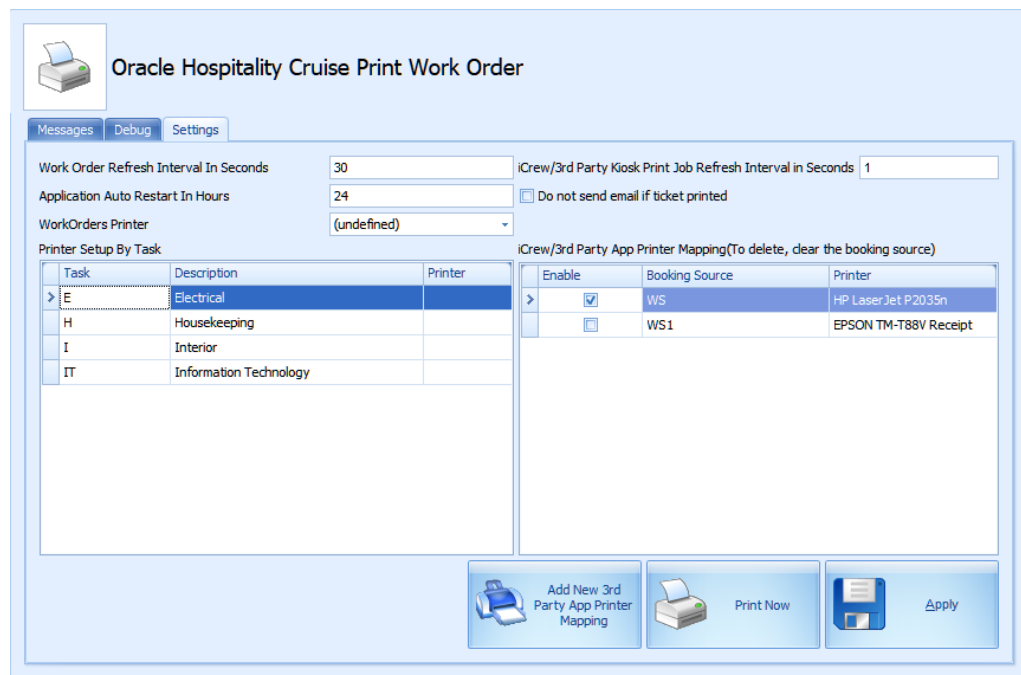 Oracle Hospitality Cruise Print Work Order
Messages Debug Settings
Work Order Refresh Interval In Seconds 30 iCrew/3rd Party Kiosk Print Job Refresh Interval in Seconds 1
Application Auto Restart In Hours 24 Do not send email if ticket printed
WorkOrders Printer (undefined)
Printer Setup By Task iCrew/3rd Party App Printer Mapping(To delete, clear the booking source)
Task Description Printer Enable Booking Source Printer
E Electrical WS HP LaserJet P2035n
H Housekeeping WS1 EPSON TM-T88V Receipt
I Interior
IT Information Technology
Add New 3rd
Party App Printer
Mapping
Print Now
Apply